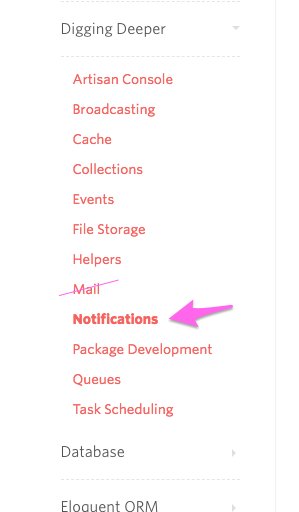 Digging Deeper
Artisan Console
Broadcasting
Cache
Collections
Events
File Storage
Helpers
Mail
Notifications
Package Development
Queues
Task Scheduling
Database
Eloquent ORM